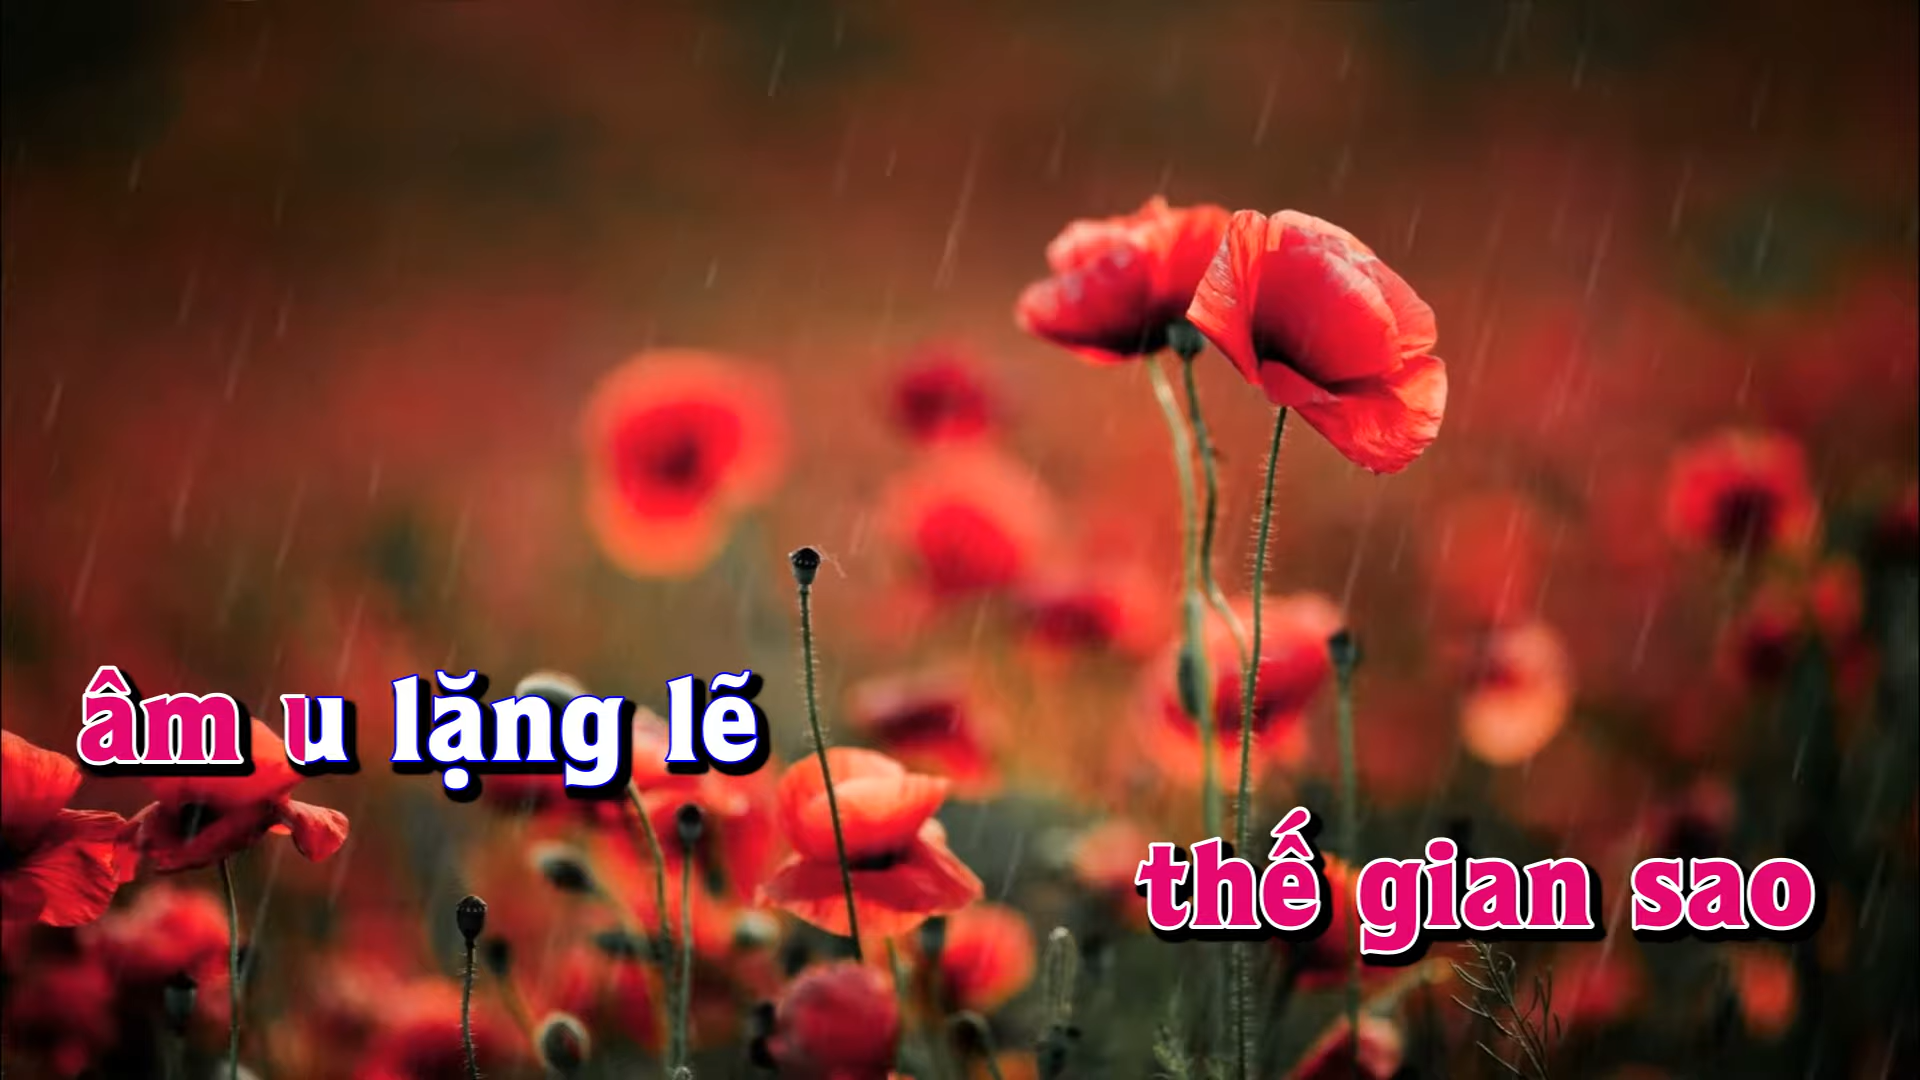 âm u lặng lẽ
thế gian sao